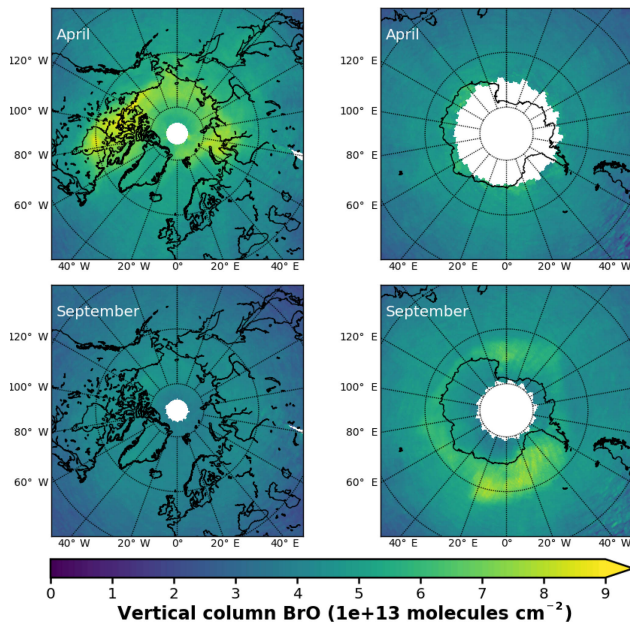 April
120° W
100° W
80° W
60° W
40° W 20° W 0° 20° E 40° E
April
120° E
100° E
80° E
60° E
40° W 20° W 0° 20° E 40° E
September
120° W
100° W
80° W
60° W
40° W 20° W 0° 20° E 40° E
September
120° E
100° E
80° E
60° E
40° W 20° W 0° 20° E 40° E
0 1 2 3 4 5 6 7 8 9
Vertical column BrO (1e+13 molecules cm⁻²)